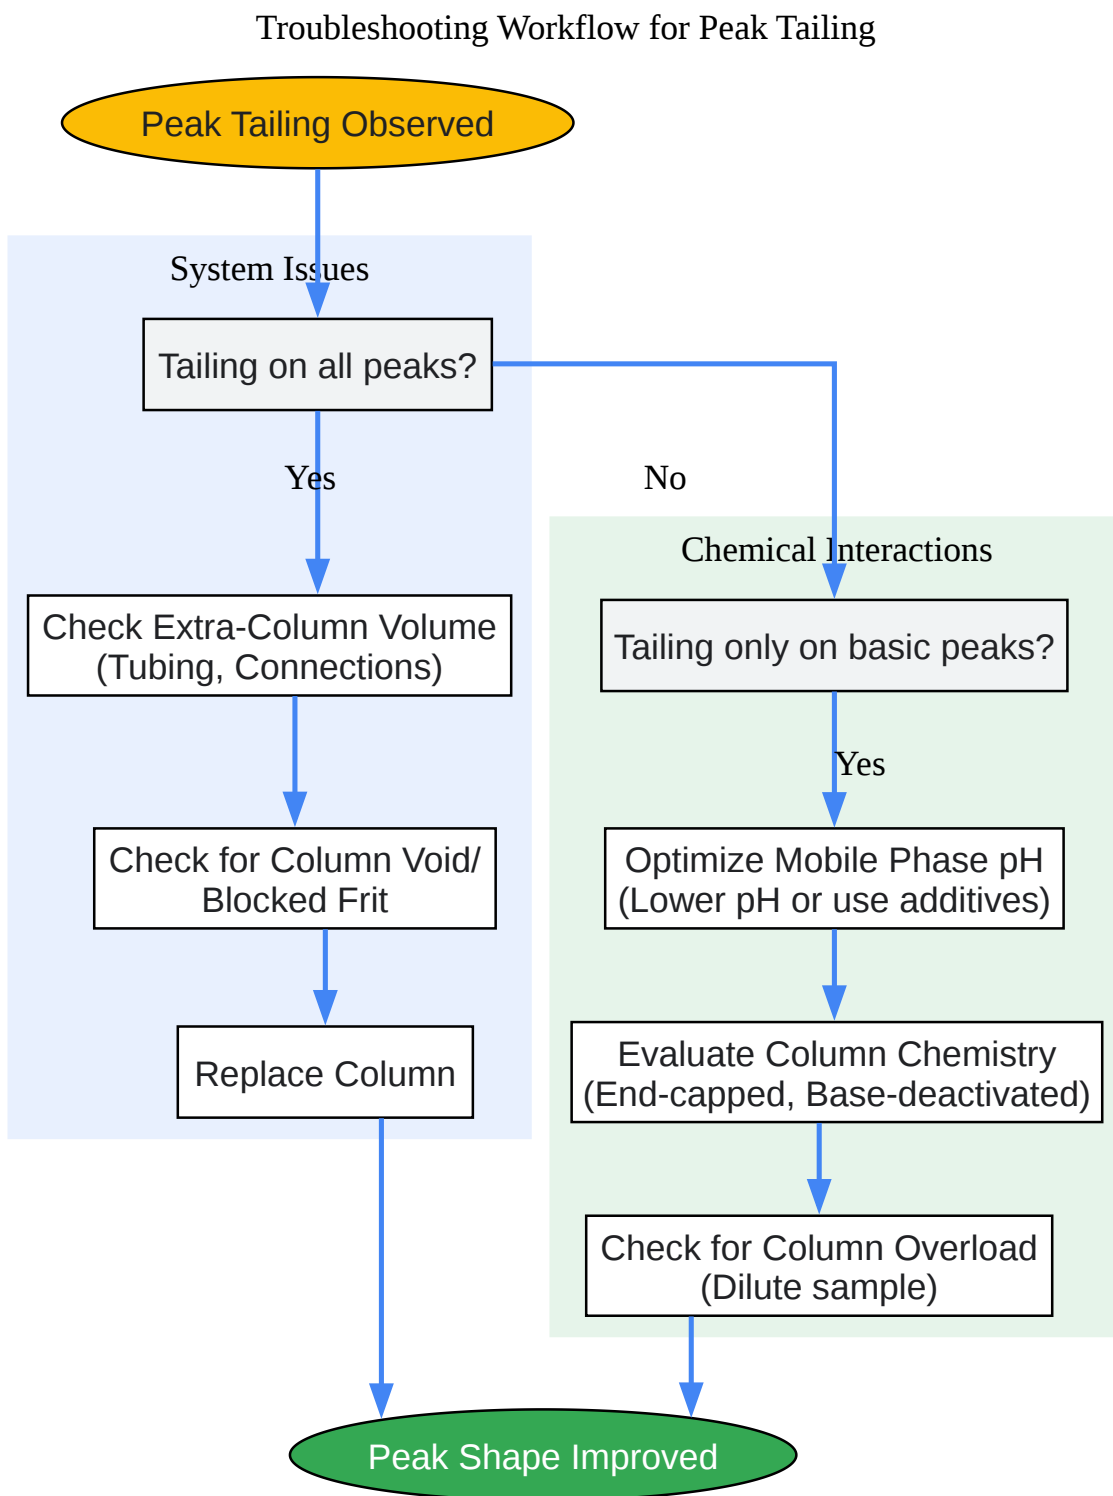 Troubleshooting Workflow for Peak Tailing
Peak Tailing Observed
System Issues
Tailing on all peaks?
Yes
No
Check Extra-Column Volume
(Tubing, Connections)
Check for Column Void/
Blocked Frit
Replace Column
Chemical Interactions
Tailing only on basic peaks?
Yes
Optimize Mobile Phase pH
(Lower pH or use additives)
Evaluate Column Chemistry
(End-capped, Base-deactivated)
Check for Column Overload
(Dilute sample)
Peak Shape Improved